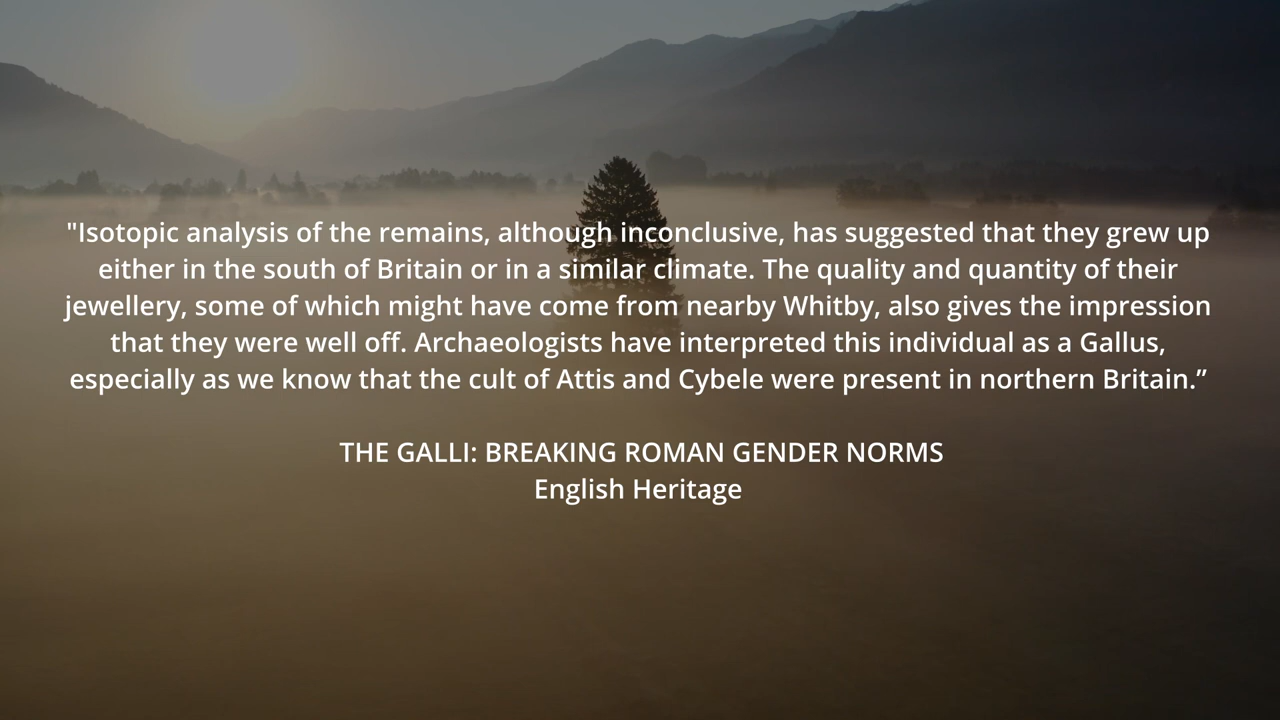 "Isotopic analysis of the remains, although inconclusive, has suggested that they grew up
either in the south of Britain or in a similar climate. The quality and quantity of their
jewellery, some of which might have come from nearby Whitby, also gives the impression
that they were well off. Archaeologists have interpreted this individual as a Gallus,
especially as we know that the cult of Attis and Cybele were present in northern Britain.”
THE GALLI: BREAKING ROMAN GENDER NORMS
English Heritage